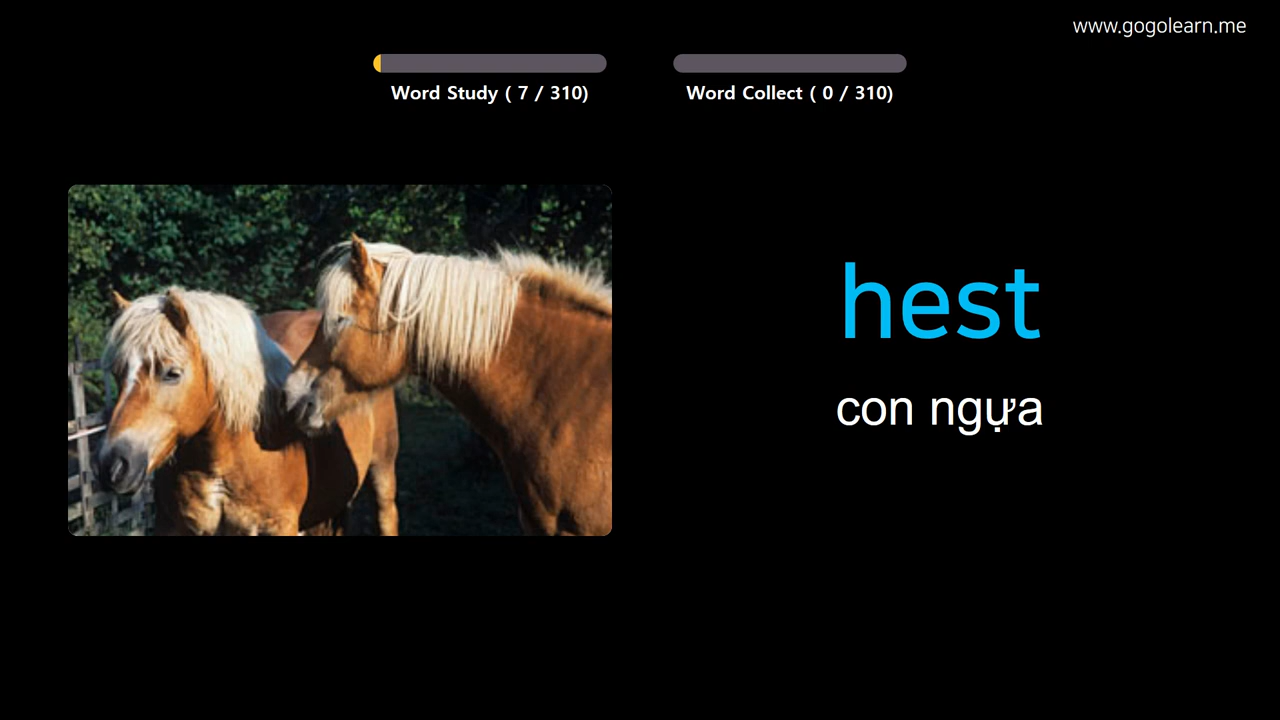 www.gogolearn.me
Word Study ( 7 / 310)
Word Collect ( 0 / 310)
hest
con ngựa